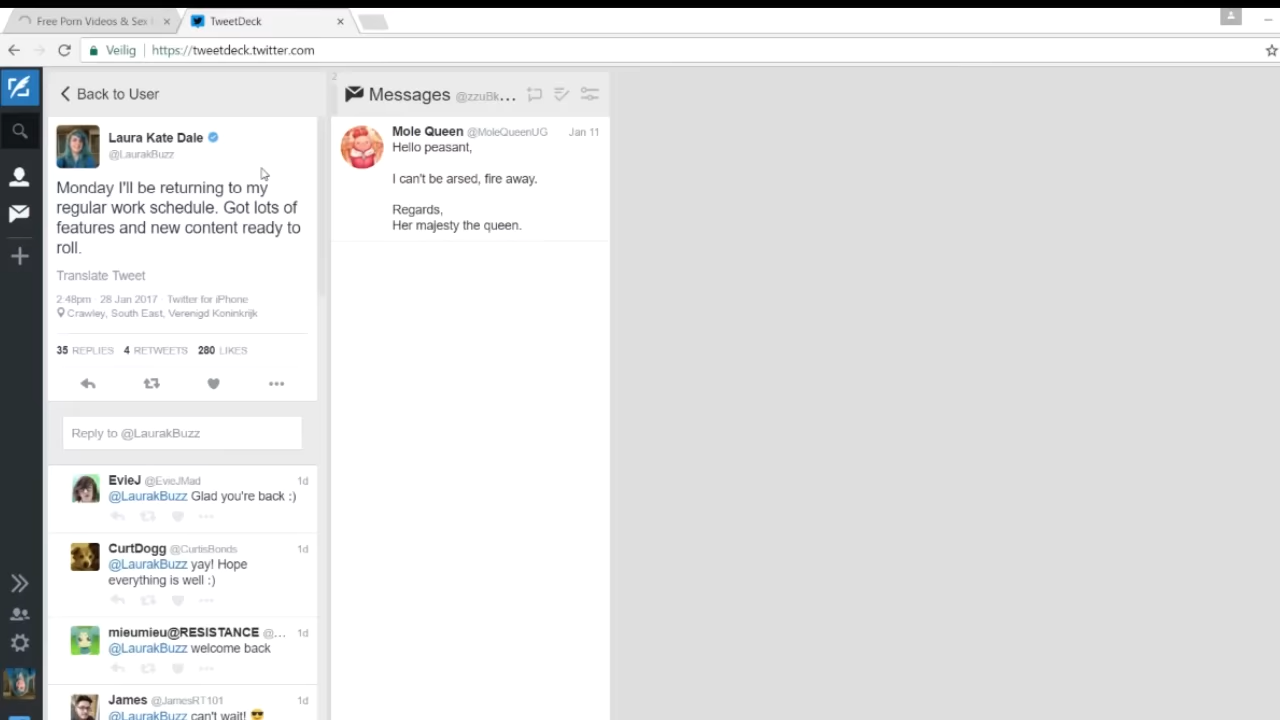 Free Porn Videos & Sex
TweetDeck
Veilig
https://tweetdeck.twitter.com
Back to User
Laura Kate Dale
@LaurakBuzz
Monday I'll be returning to my
regular work schedule. Got lots of
features and new content ready to
roll.
Translate Tweet
2:48pm · 28 Jan 2017 · Twitter for iPhone
Crawley, South East, Verenigd Koninkrijk
35 REPLIES 4 RETWEETS 280 LIKES
Reply to @LaurakBuzz
EvieJ @EvieJMad 1d
@LaurakBuzz Glad you're back :)
CurtDogg @CurtisBonds 1d
@LaurakBuzz yay! Hope
everything is well :)
mieumieu@RESISTANCE @... 1d
@LaurakBuzz welcome back
James @JamesRT101 1d
@LaurakBuzz can't wait! 😎
2
Messages @zzuBk...
Mole Queen @MoleQueenUG Jan 11
Hello peasant,
I can't be arsed, fire away.
Regards,
Her majesty the queen.